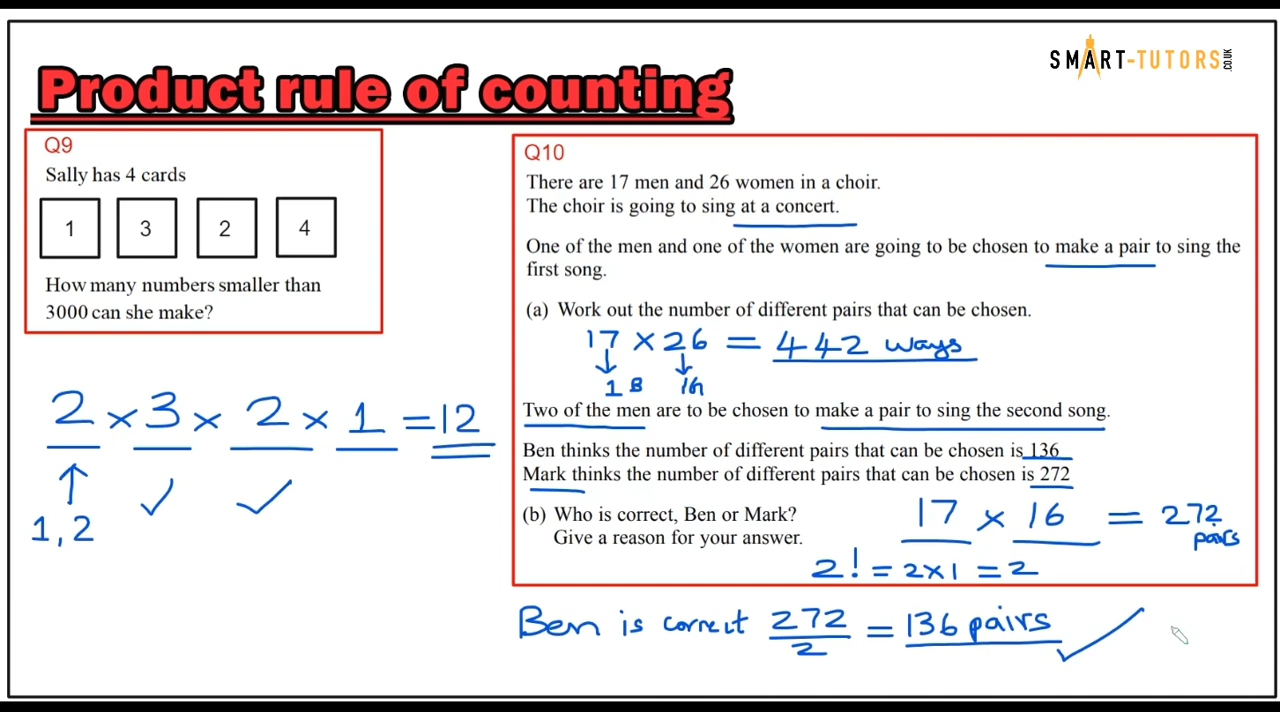 SMART-TUTORS.CO.UK
Product rule of counting
Q9
Sally has 4 cards
1 3 2 4
How many numbers smaller than
3000 can she make?
2 × 3 × 2 × 1 = 12
1, 2
Q10
There are 17 men and 26 women in a choir.
The choir is going to sing at a concert.
One of the men and one of the women are going to be chosen to make a pair to sing the
first song.
(a) Work out the number of different pairs that can be chosen.
17 × 26 = 442 ways
1 B 1G
Two of the men are to be chosen to make a pair to sing the second song.
Ben thinks the number of different pairs that can be chosen is 136
Mark thinks the number of different pairs that can be chosen is 272
(b) Who is correct, Ben or Mark?
Give a reason for your answer.
17 × 16 = 272
pairs
2! = 2×1 = 2
Ben is correct 272/2 = 136 pairs